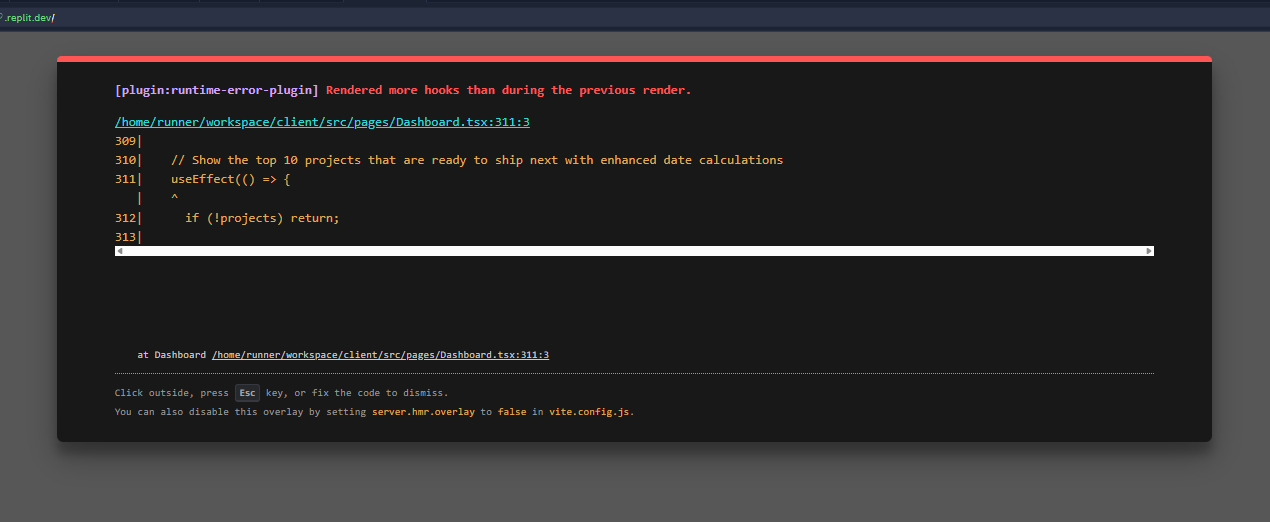 .replit.dev/
[plugin:runtime-error-plugin] Rendered more hooks than during the previous render.
/home/runner/workspace/client/src/pages/Dashboard.tsx:311:3
309|
310|    // Show the top 10 projects that are ready to ship next with enhanced date calculations
311|    useEffect(() => {
   |    ^
312|      if (!projects) return;
313|
at Dashboard /home/runner/workspace/client/src/pages/Dashboard.tsx:311:3
Click outside, press Esc key, or fix the code to dismiss.
You can also disable this overlay by setting server.hmr.overlay to false in vite.config.js.